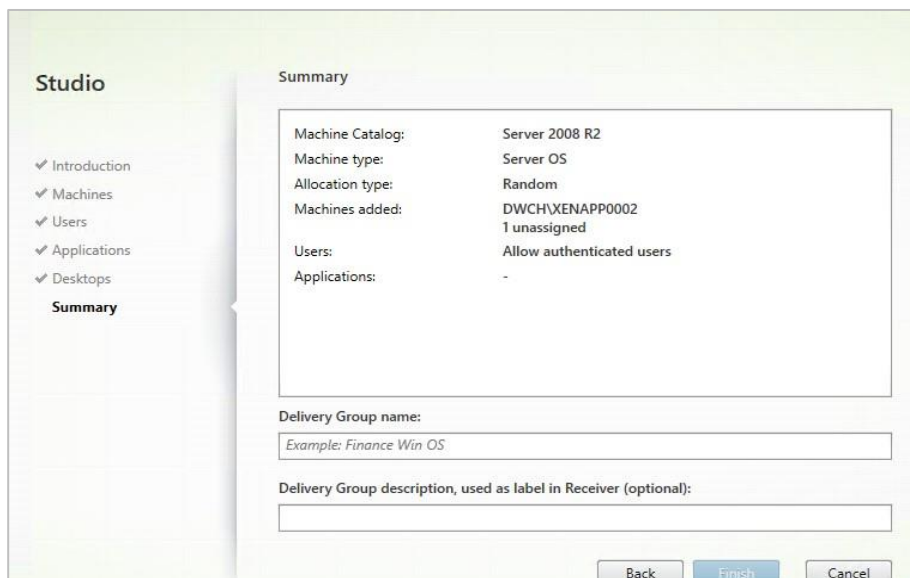 Studio
Introduction
Machines
Users
Applications
Desktops
Summary
Summary
Machine Catalog: Server 2008 R2
Machine type: Server OS
Allocation type: Random
Machines added: DWCH\XENAPP0002
1 unassigned
Users: Allow authenticated users
Applications: -
Delivery Group name:
Example: Finance Win OS
Delivery Group description, used as label in Receiver (optional):
Back Finish Cancel